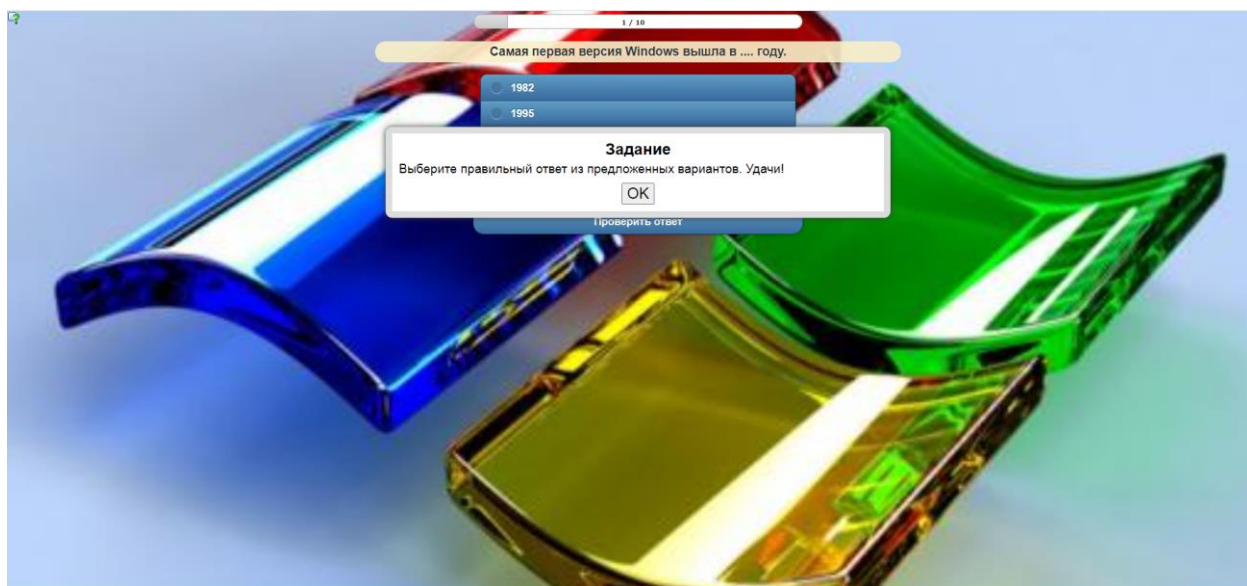 1 / 10
Самая первая версия Windows вышла в .... году.
1982
1995
Задание
Выберите правильный ответ из предложенных вариантов. Удачи!
OK
Проверить ответ